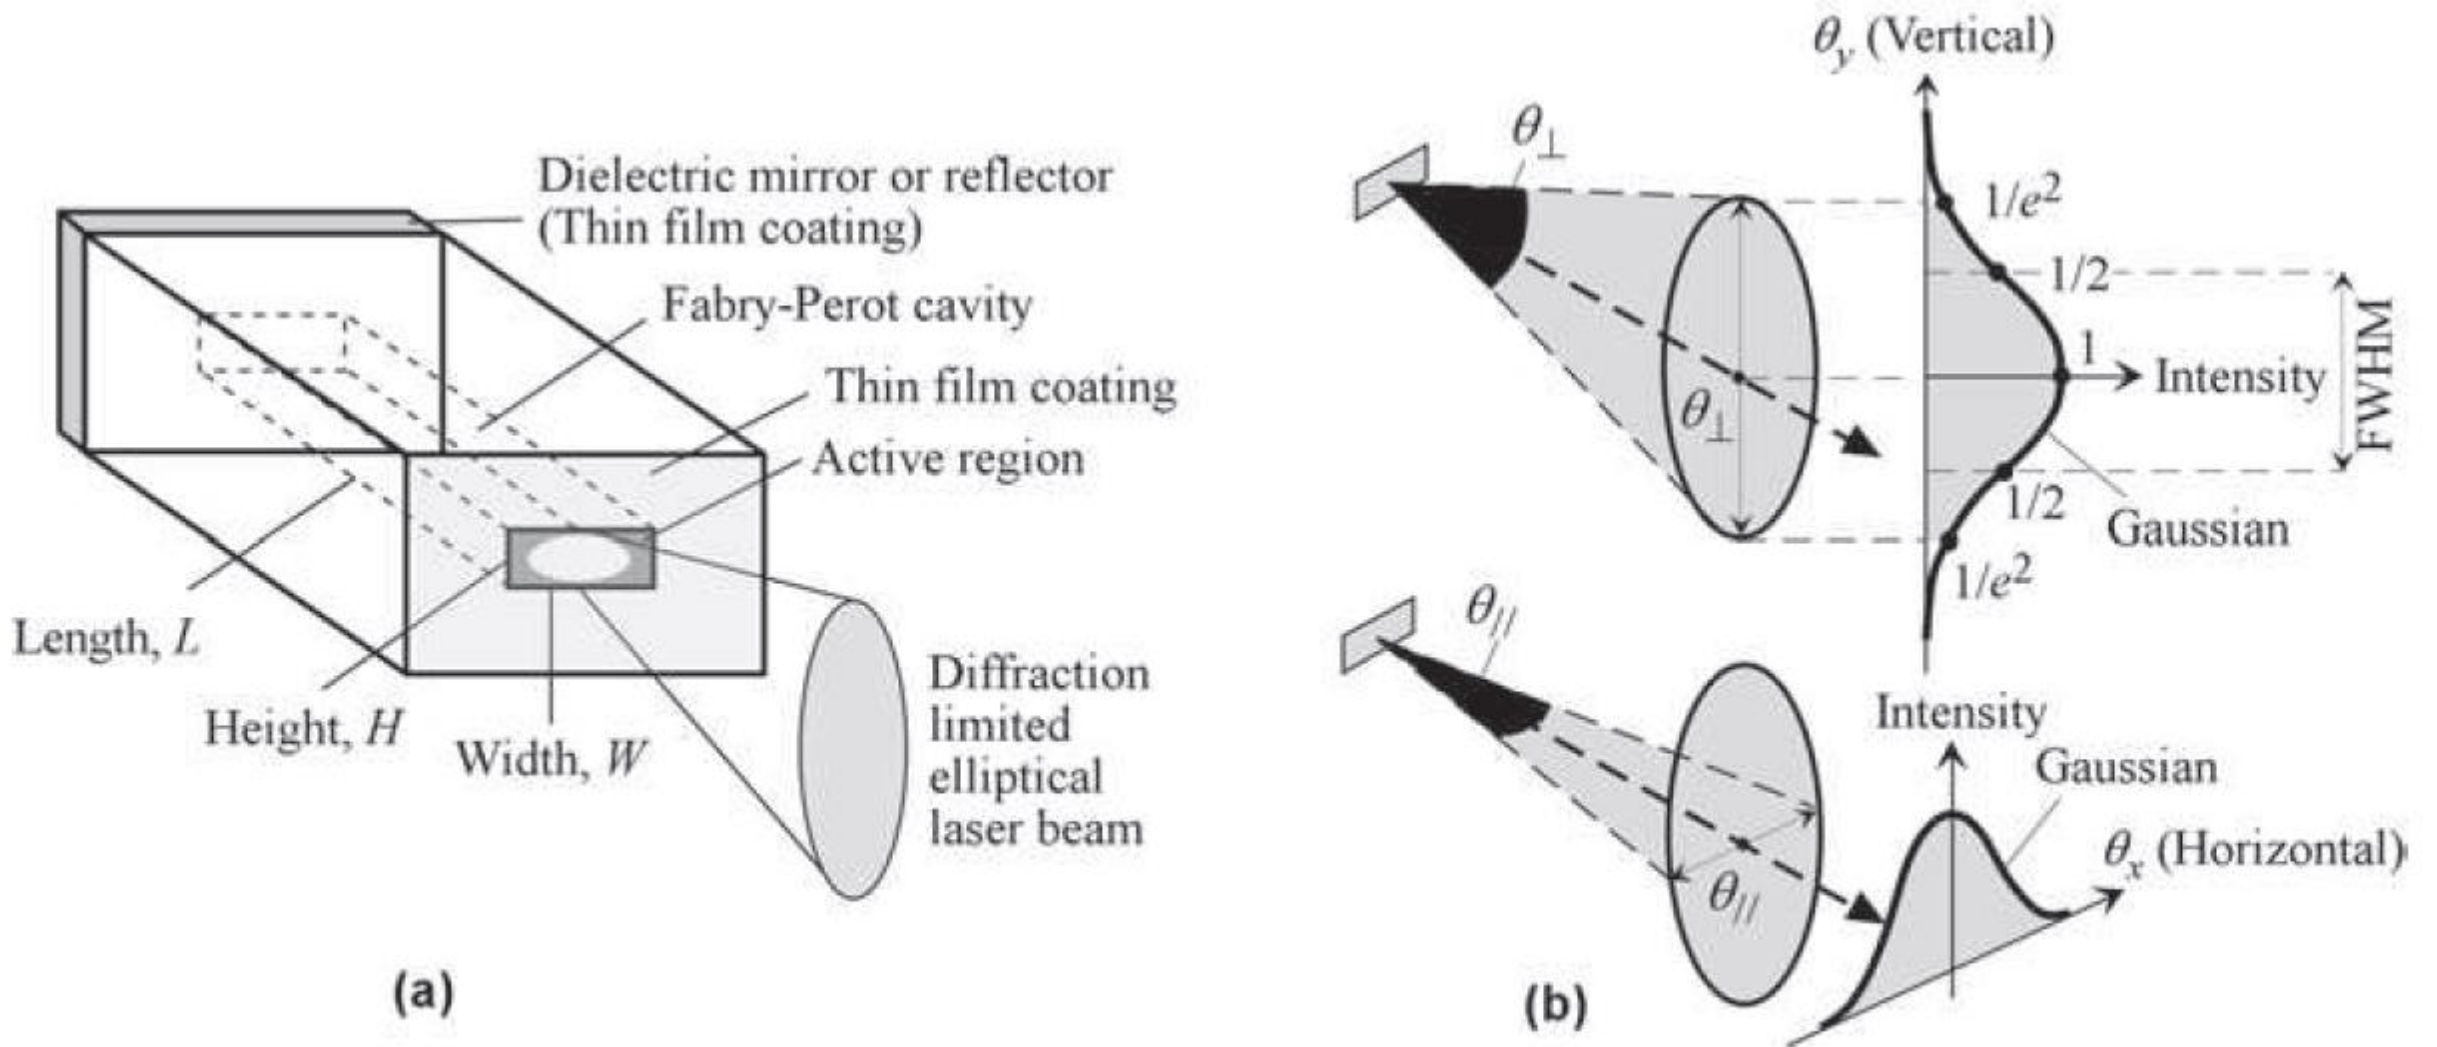 Dielectric mirror or reflector
(Thin film coating)
Fabry-Perot cavity
Thin film coating
Active region
Length, L
Height, H
Width, W
Diffraction
limited
elliptical
laser beam
(a)
θy (Vertical)
θ⊥
1/e²
1/2
1
Intensity
FWHM
θ⊥
1/2
Gaussian
1/e²
θ//
Intensity
Gaussian
θx (Horizontal)
θ//
(b)